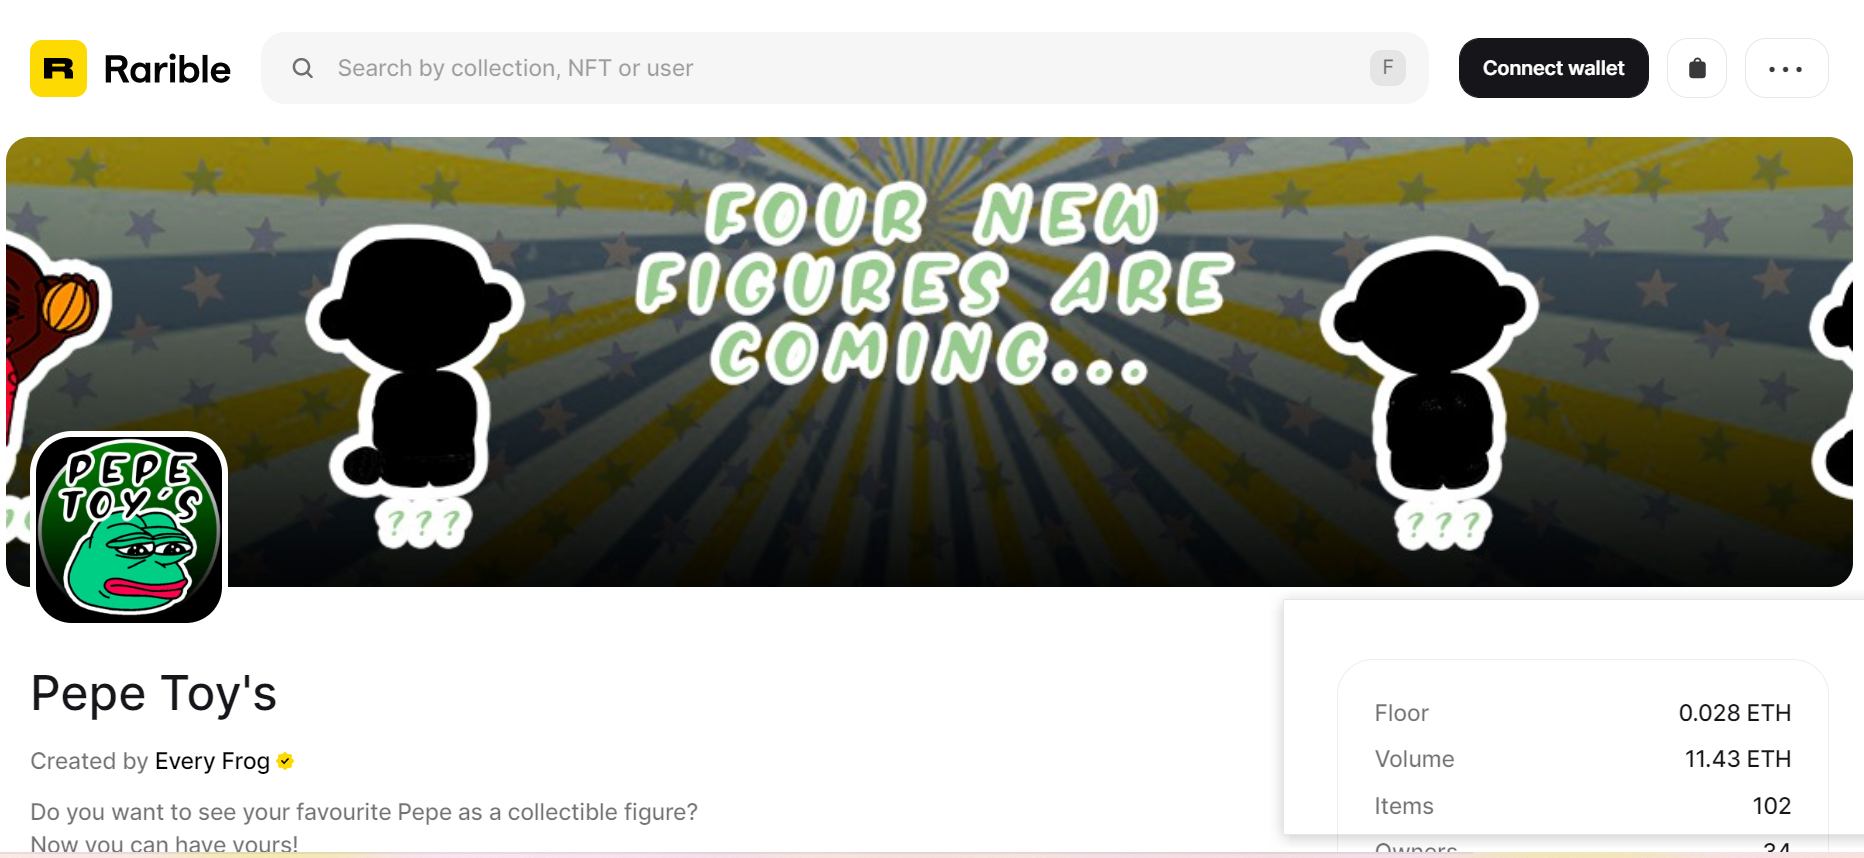 Rarible
Search by collection, NFT or user
F
Connect wallet
FOUR NEW
FIGURES ARE
COMING...
???
???
PEPE
TOY'S
Pepe Toy's
Created by Every Frog
Do you want to see your favourite Pepe as a collectible figure?
Now you can have yours!
Floor 0.028 ETH
Volume 11.43 ETH
Items 102
Owners 34